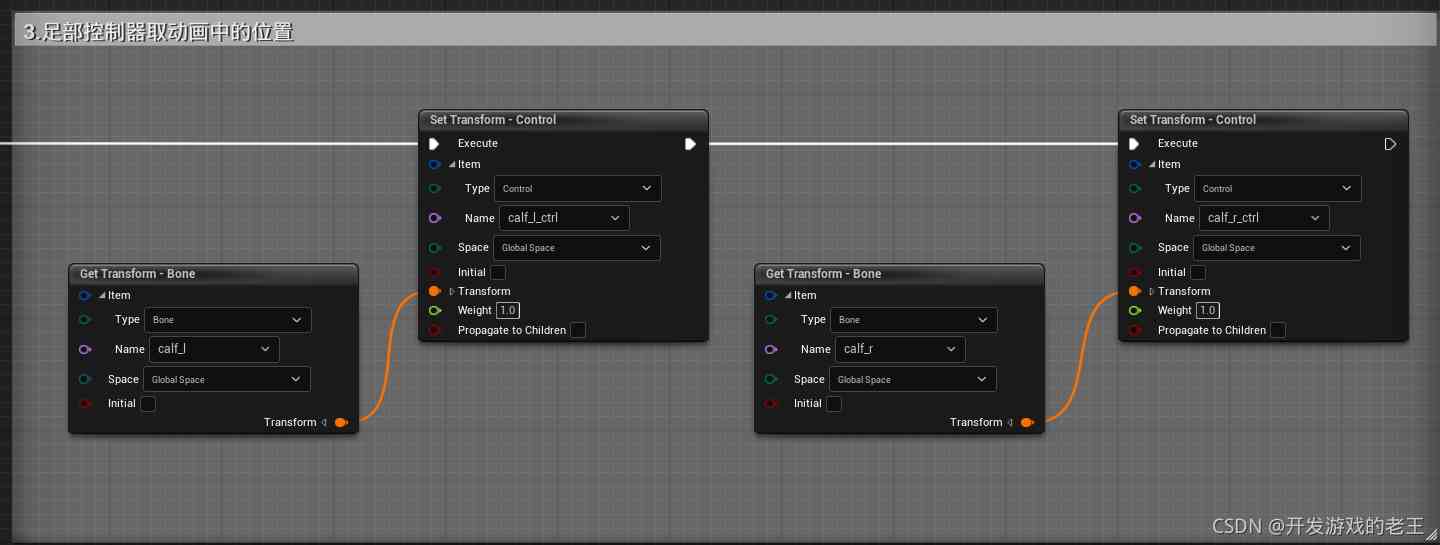 3.足部控制器取动画中的位置
Set Transform - Control
Execute
Item
Type Control
Name calf_l_ctrl
Space Global Space
Initial
Transform
Weight 1.0
Propagate to Children
Get Transform - Bone
Item
Type Bone
Name calf_l
Space Global Space
Initial
Transform
Set Transform - Control
Execute
Item
Type Control
Name calf_r_ctrl
Space Global Space
Initial
Transform
Weight 1.0
Propagate to Children
Get Transform - Bone
Item
Type Bone
Name calf_r
Space Global Space
Initial
Transform
CSDN @开发游戏的老王